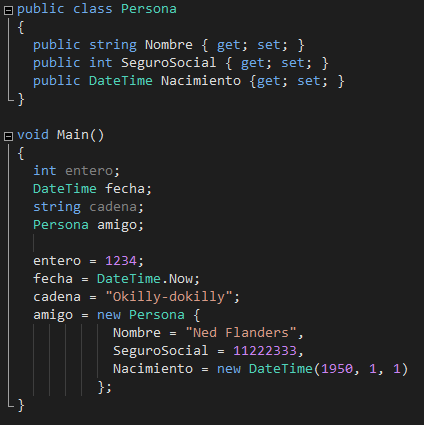 public class Persona
{
public string Nombre { get; set; }
public int SeguroSocial { get; set; }
public DateTime Nacimiento {get; set; }
}
void Main()
{
int entero;
DateTime fecha;
string cadena;
Persona amigo;
entero = 1234;
fecha = DateTime.Now;
cadena = "Okilly-dokilly";
amigo = new Persona {
Nombre = "Ned Flanders",
SeguroSocial = 11222333,
Nacimiento = new DateTime(1950, 1, 1)
};
}